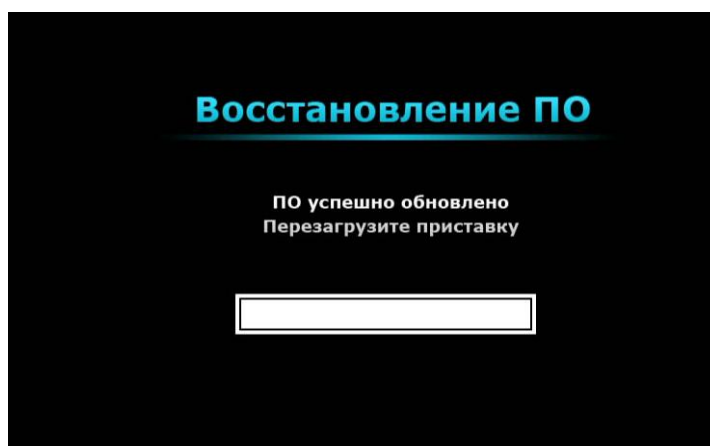 Восстановление ПО
ПО успешно обновлено
Перезагрузите приставку